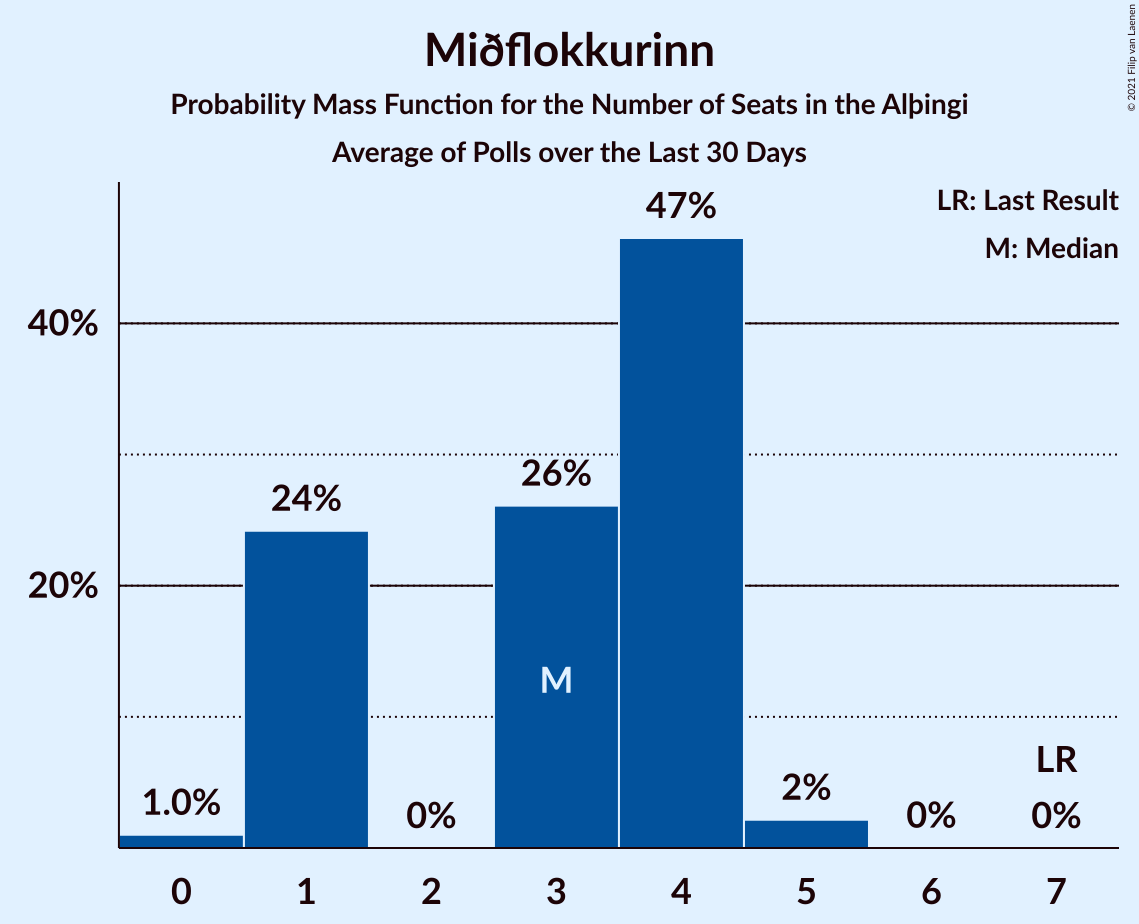 Miðflokkurinn
Probability Mass Function for the Number of Seats in the Alþingi
Average of Polls over the Last 30 Days
© 2021 Filip van Laenen
LR: Last Result
M: Median
47%
40%
26%
24%
20%
M
LR
1.0%
0%
2%
0%
0%
0 1 2 3 4 5 6 7